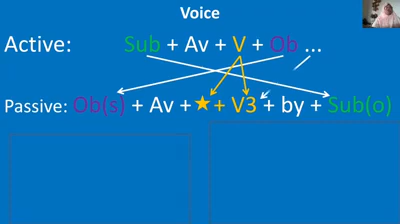 Voice
Active: Sub + Av + V + Ob ...
Passive: Ob(s) + Av + ★ + V3 + by + Sub(o)